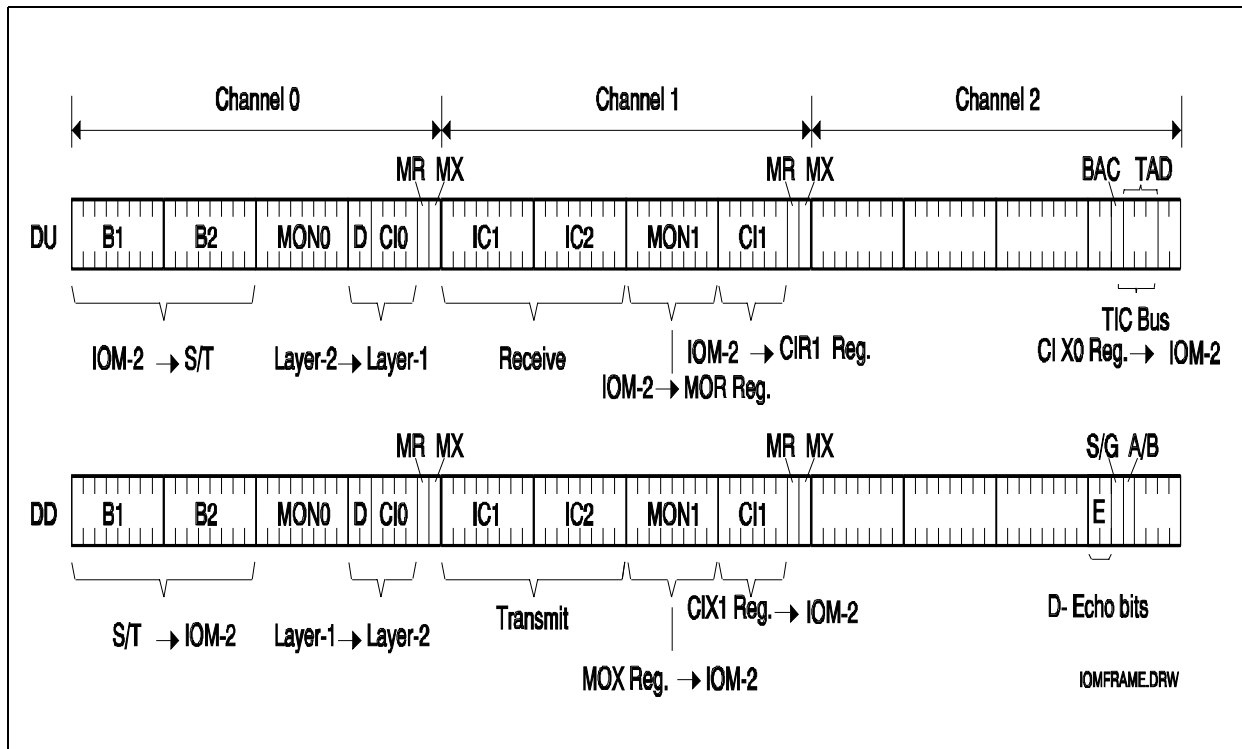 Channel 0 Channel 1 Channel 2
MR MX MR MX BAC TAD
DU B1 B2 MON0 D CI0 IC1 IC2 MON1 CI1
TIC Bus
IOM-2 → S/T Layer-2 → Layer-1 Receive IOM-2 → CIR1 Reg. CI X0 Reg. → IOM-2
IOM-2 → MOR Reg.
MR MX MR MX S/G A/B
DD B1 B2 MON0 D CI0 IC1 IC2 MON1 CI1 E
S/T → IOM-2 Layer-1 → Layer-2 Transmit CIX1 Reg. → IOM-2 D- Echo bits
MOX Reg. → IOM-2 IOMFRAME.DRW